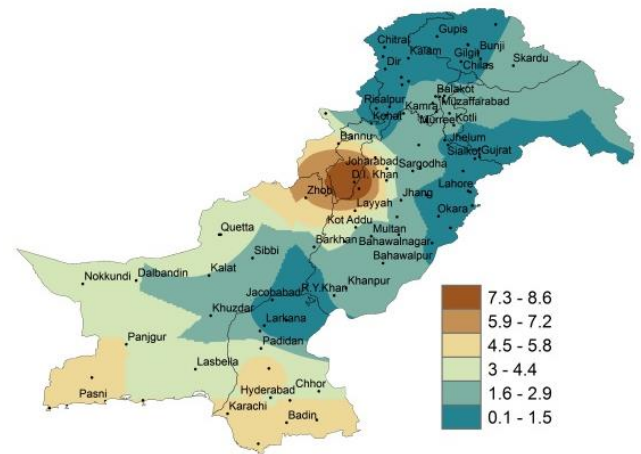 Gupis
Chitral
Bunji
Kalam
Gilgit
Skardu
Dir
Chilas
Balakot
Risalpur
Kamra
Muzaffarabad
Kohat
Murree
Kotli
Bannu
Jhelum
Sialkot
Gujrat
Joharabad
Sargodha
D.I. Khan
Lahore
Zhob
Jhang
Layyah
Okara
Kot Addu
Quetta
Multan
Barkhan
Bahawalnagar
Sibbi
Bahawalpur
Nokkundi
Dalbandin
Kalat
Khanpur
Jacobabad
R.Y.Khan
Khuzdar
Larkana
Panjgur
Padidan
Lasbella
Pasni
Hyderabad
Chhor
Karachi
Badin
7.3 - 8.6
5.9 - 7.2
4.5 - 5.8
3 - 4.4
1.6 - 2.9
0.1 - 1.5